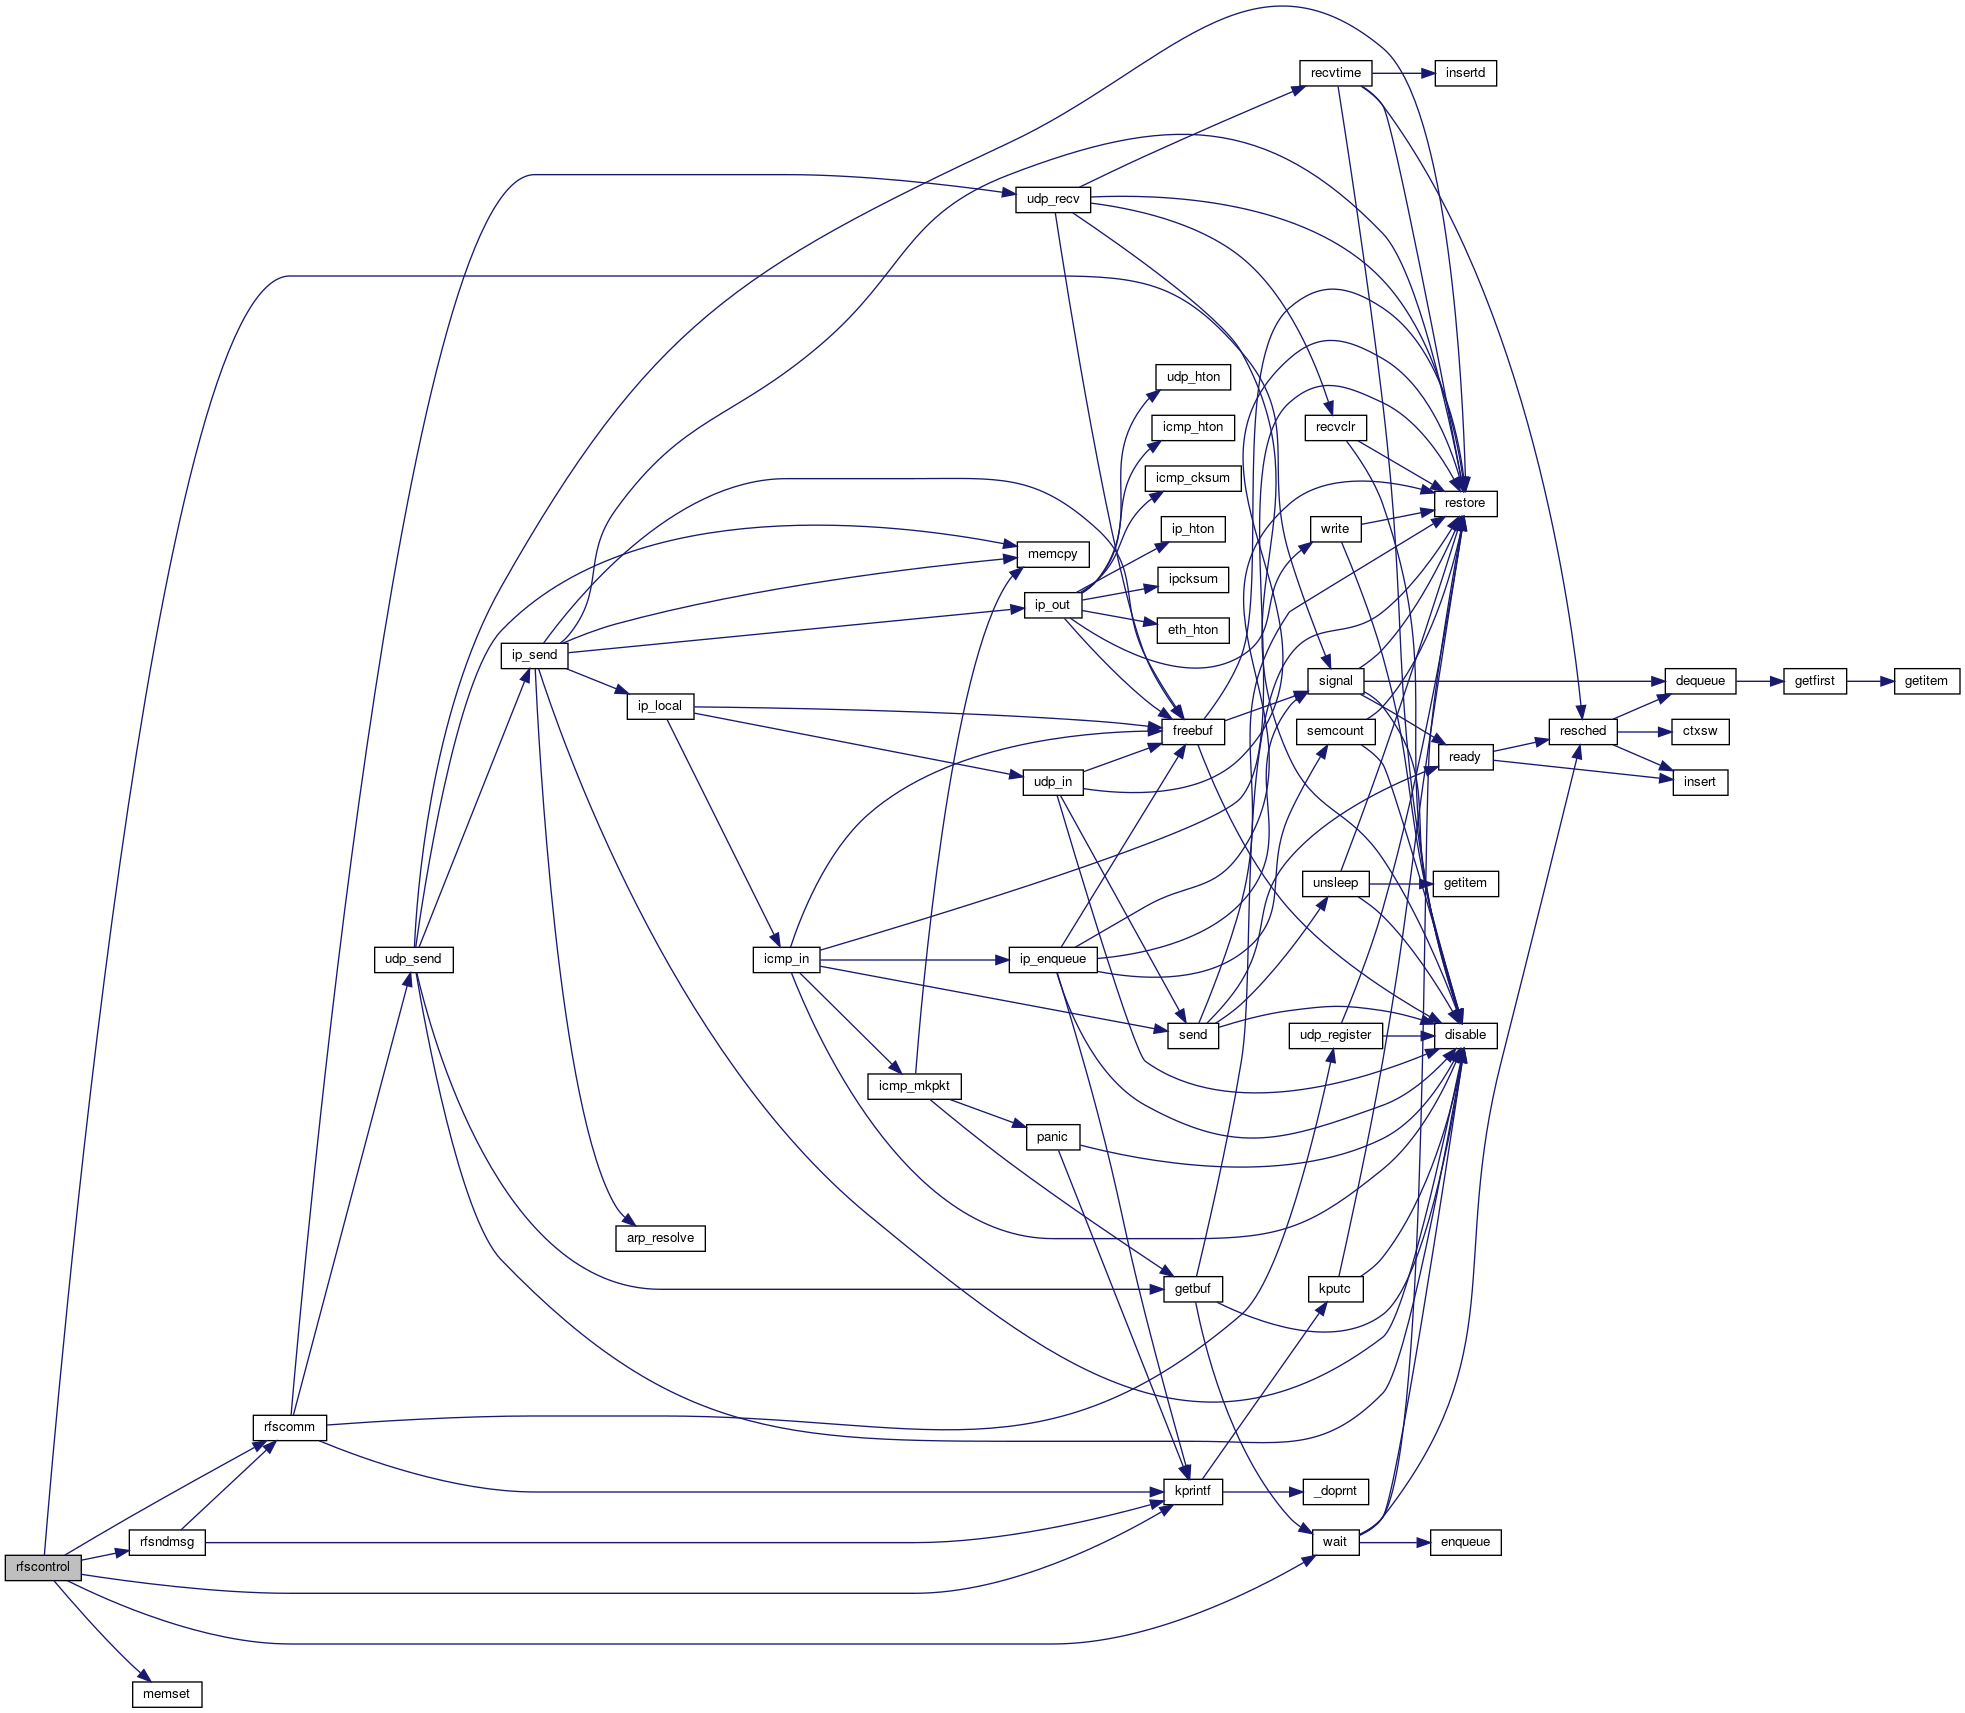 recvtime
insertd
udp_recv
udp_hton
icmp_hton
recvclr
icmp_cksum
restore
ip_hton
write
memcpy
ipcksum
ip_out
eth_hton
ip_send
signal
dequeue
getfirst
getitem
ip_local
freebuf
semcount
resched
ctxsw
ready
udp_in
insert
unsleep
getitem
udp_send
icmp_in
ip_enqueue
send
udp_register
disable
icmp_mkpkt
panic
arp_resolve
getbuf
kputc
rfscomm
kprintf
_doprnt
rfsndmsg
wait
enqueue
rfscontrol
memset